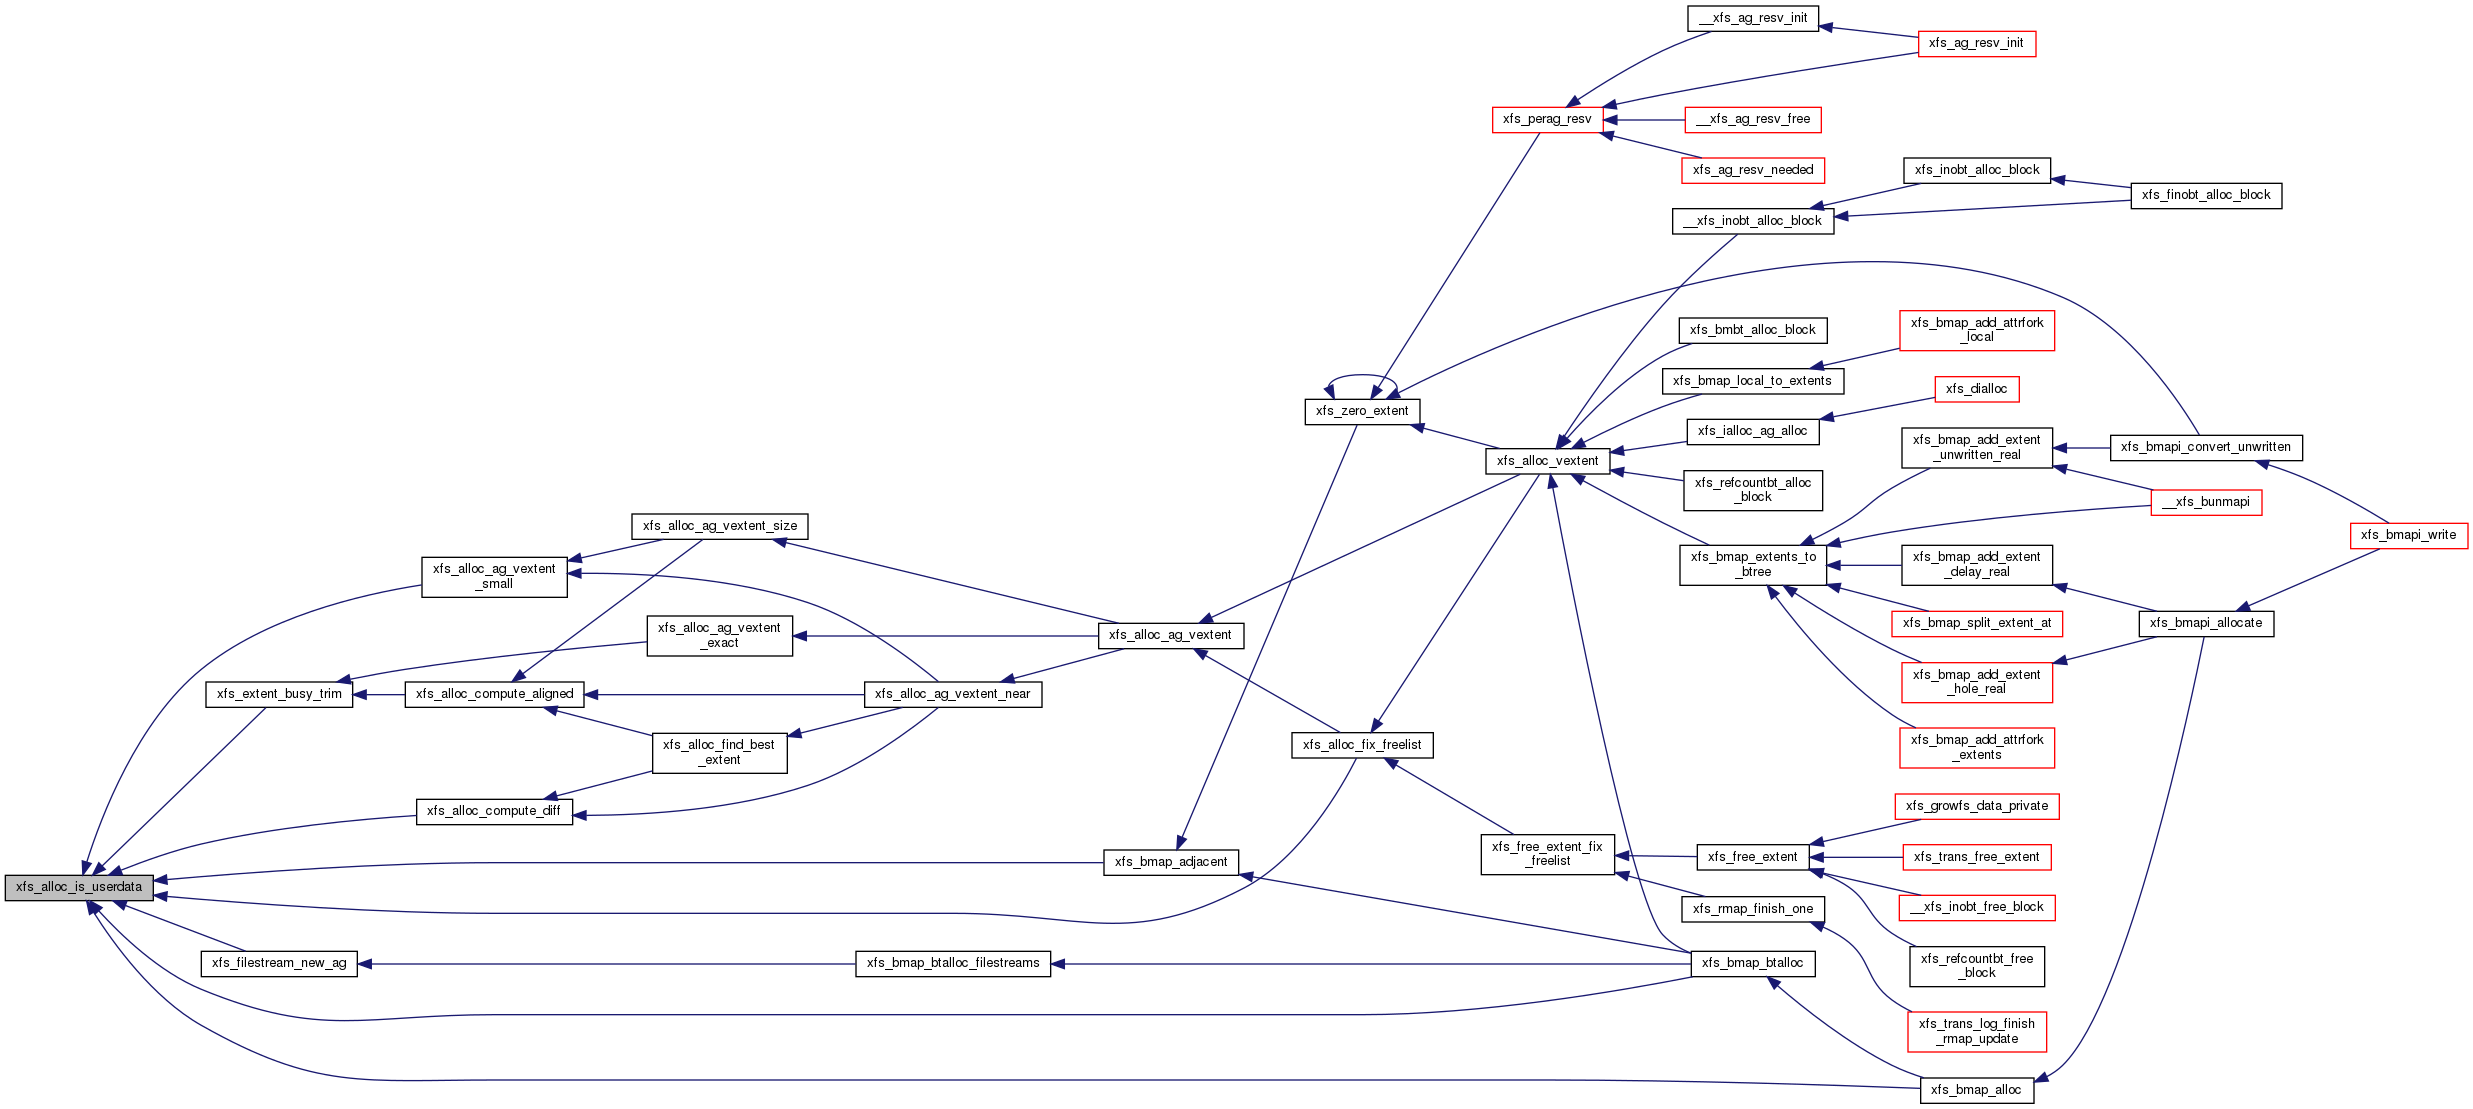 __xfs_ag_resv_init
xfs_ag_resv_init
xfs_perag_resv
__xfs_ag_resv_free
xfs_ag_resv_needed
xfs_inobt_alloc_block
xfs_finobt_alloc_block
__xfs_inobt_alloc_block
xfs_bmbt_alloc_block
xfs_bmap_add_attrfork
_local
xfs_bmap_local_to_extents
xfs_dialloc
xfs_zero_extent
xfs_ialloc_ag_alloc
xfs_bmap_add_extent
_unwritten_real
xfs_bmapi_convert_unwritten
xfs_alloc_vextent
xfs_refcountbt_alloc
_block
__xfs_bunmapi
xfs_alloc_ag_vextent_size
xfs_bmapi_write
xfs_alloc_ag_vextent
_small
xfs_bmap_extents_to
_btree
xfs_bmap_add_extent
_delay_real
xfs_bmap_split_extent_at
xfs_bmapi_allocate
xfs_alloc_ag_vextent
_exact
xfs_alloc_ag_vextent
xfs_extent_busy_trim
xfs_alloc_compute_aligned
xfs_alloc_ag_vextent_near
xfs_bmap_add_extent
_hole_real
xfs_alloc_find_best
_extent
xfs_alloc_fix_freelist
xfs_bmap_add_attrfork
_extents
xfs_alloc_compute_diff
xfs_growfs_data_private
xfs_bmap_adjacent
xfs_free_extent_fix
_freelist
xfs_free_extent
xfs_trans_free_extent
xfs_alloc_is_userdata
xfs_rmap_finish_one
__xfs_inobt_free_block
xfs_filestream_new_ag
xfs_bmap_btalloc_filestreams
xfs_bmap_btalloc
xfs_refcountbt_free
_block
xfs_trans_log_finish
_rmap_update
xfs_bmap_alloc